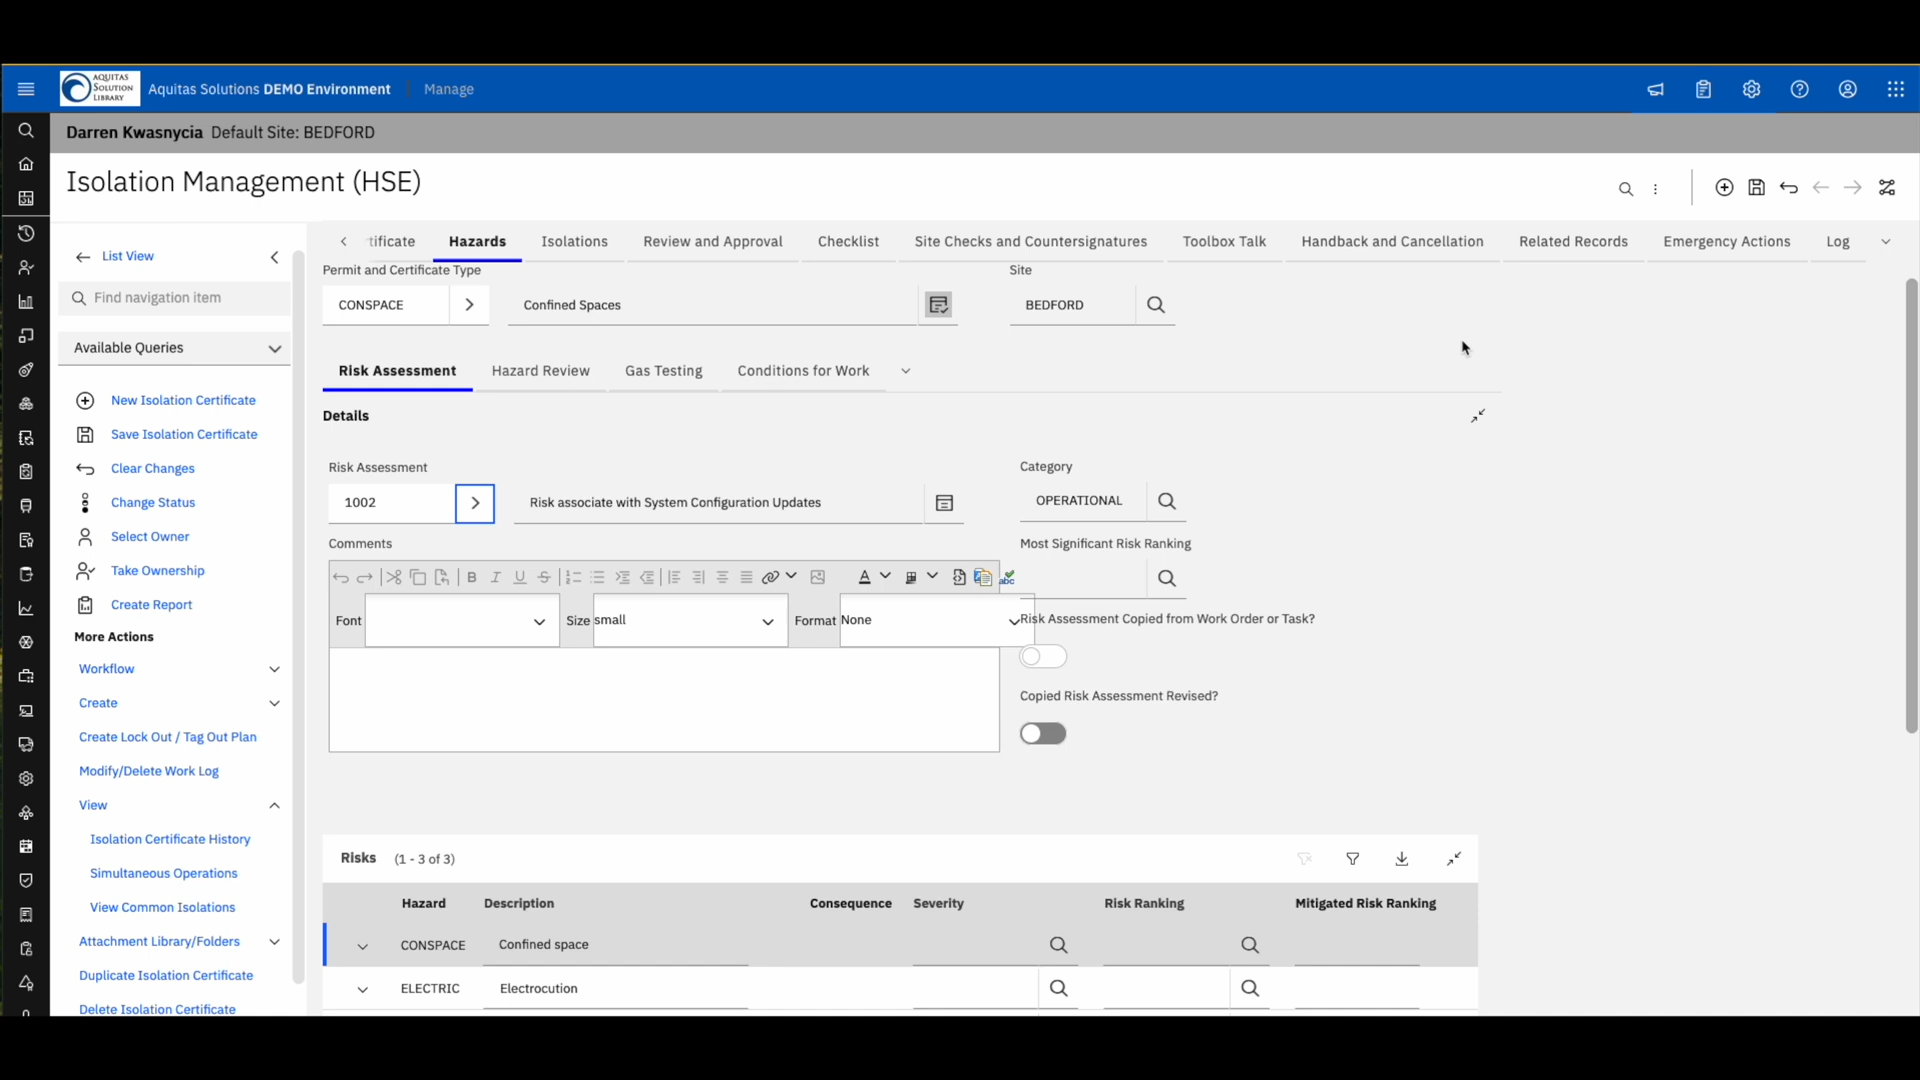 AQUITAS
SOLUTION
LIBRARY
Aquitas Solutions DEMO Environment
Manage
Darren Kwasnycia Default Site: BEDFORD
Isolation Management (HSE)
List View
Find navigation item
Available Queries
New Isolation Certificate
Save Isolation Certificate
Clear Changes
Change Status
Select Owner
Take Ownership
Create Report
More Actions
Workflow
Create
Create Lock Out / Tag Out Plan
Modify/Delete Work Log
View
Isolation Certificate History
Simultaneous Operations
View Common Isolations
Attachment Library/Folders
Duplicate Isolation Certificate
Delete Isolation Certificate
tificate Hazards Isolations Review and Approval Checklist Site Checks and Countersignatures Toolbox Talk Handback and Cancellation Related Records Emergency Actions Log
Permit and Certificate Type Site
CONSPACE Confined Spaces BEDFORD
Risk Assessment Hazard Review Gas Testing Conditions for Work
Details
Risk Assessment Category
1002 Risk associate with System Configuration Updates OPERATIONAL
Comments Most Significant Risk Ranking
B I U S A abc
Font Size small Format None Risk Assessment Copied from Work Order or Task?
Copied Risk Assessment Revised?
Risks (1 - 3 of 3)
Hazard Description Consequence Severity Risk Ranking Mitigated Risk Ranking
CONSPACE Confined space
ELECTRIC Electrocution